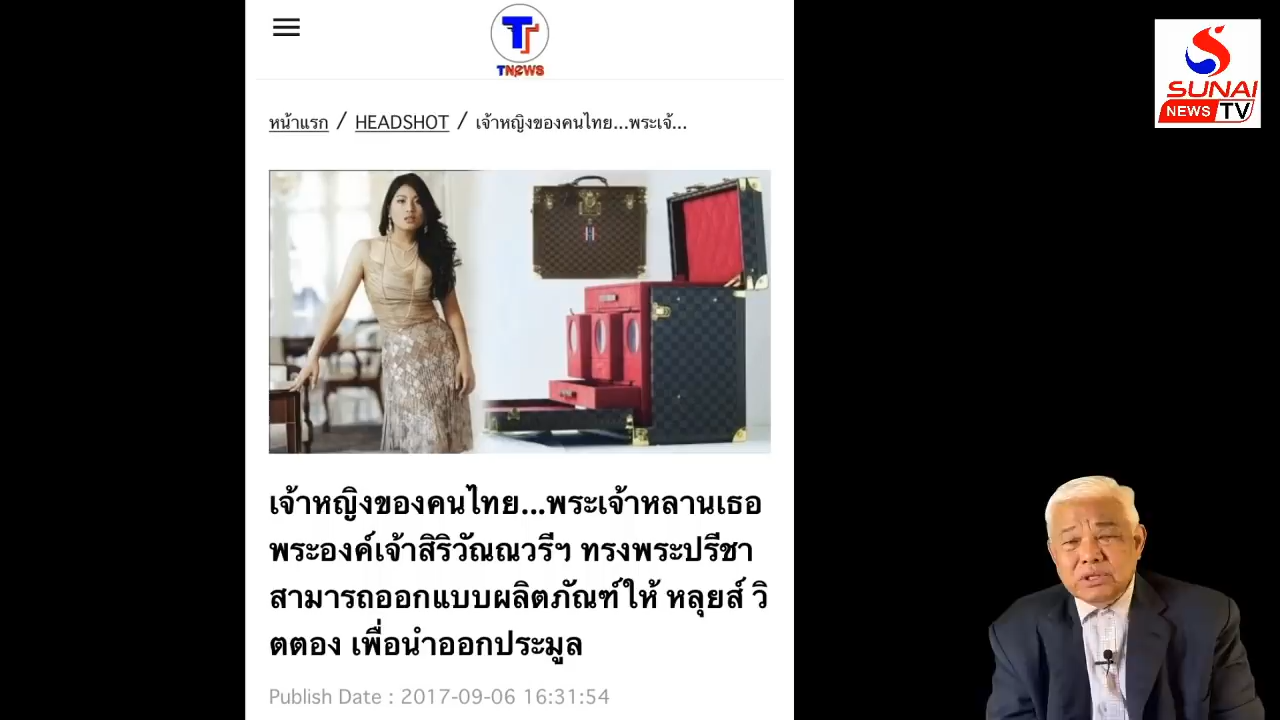 TNEWS
SUNAI
NEWS TV
หน้าแรก / HEADSHOT / เจ้าหญิงของคนไทย...พระเจ้...
เจ้าหญิงของคนไทย...พระเจ้าหลานเธอ
พระองค์เจ้าสิริวัณณวรีฯ ทรงพระปรีชา
สามารถออกแบบผลิตภัณฑ์ให้ หลุยส์ วิ
ตตอง เพื่อนำออกประมูล
Publish Date : 2017-09-06 16:31:54